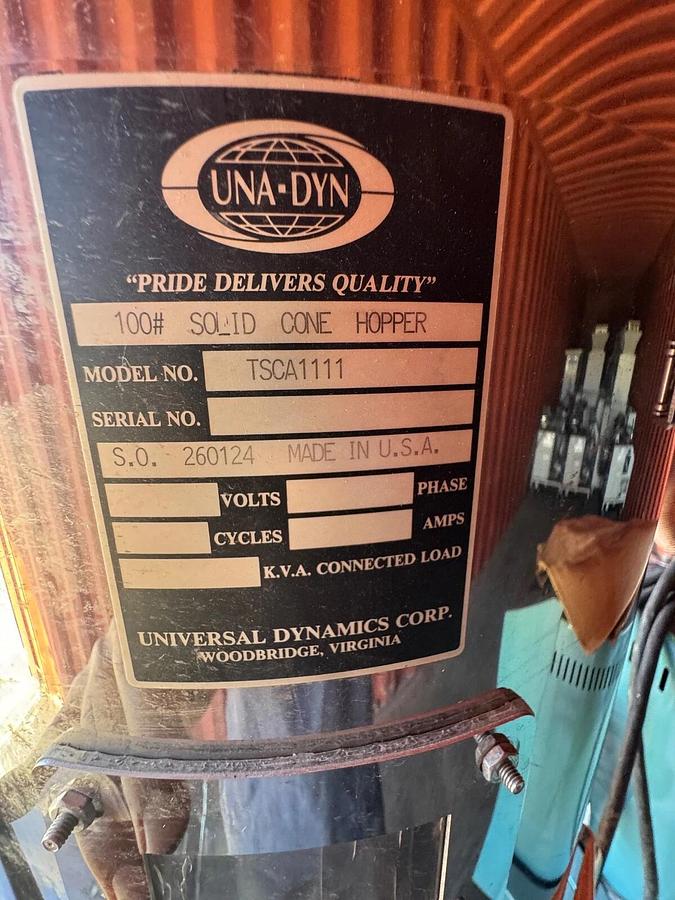 UNA-DYN
“PRIDE DELIVERS QUALITY”
100# SOLID CONE HOPPER
MODEL NO. TSCA1111
SERIAL NO.
S.O. 260124 MADE IN U.S.A.
VOLTS PHASE
CYCLES AMPS
K.V.A. CONNECTED LOAD
UNIVERSAL DYNAMICS CORP.
WOODBRIDGE, VIRGINIA